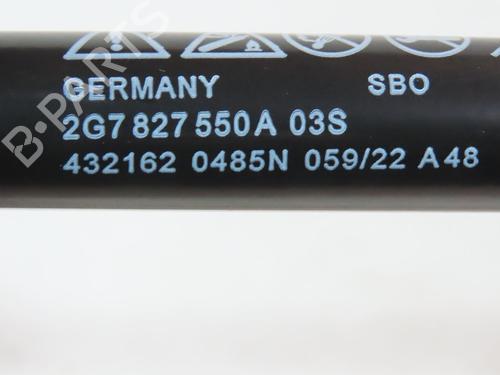 GERMANY SBO
2G7 827 550A 03S
432162 0485N 059/22 A48
B-PARTS